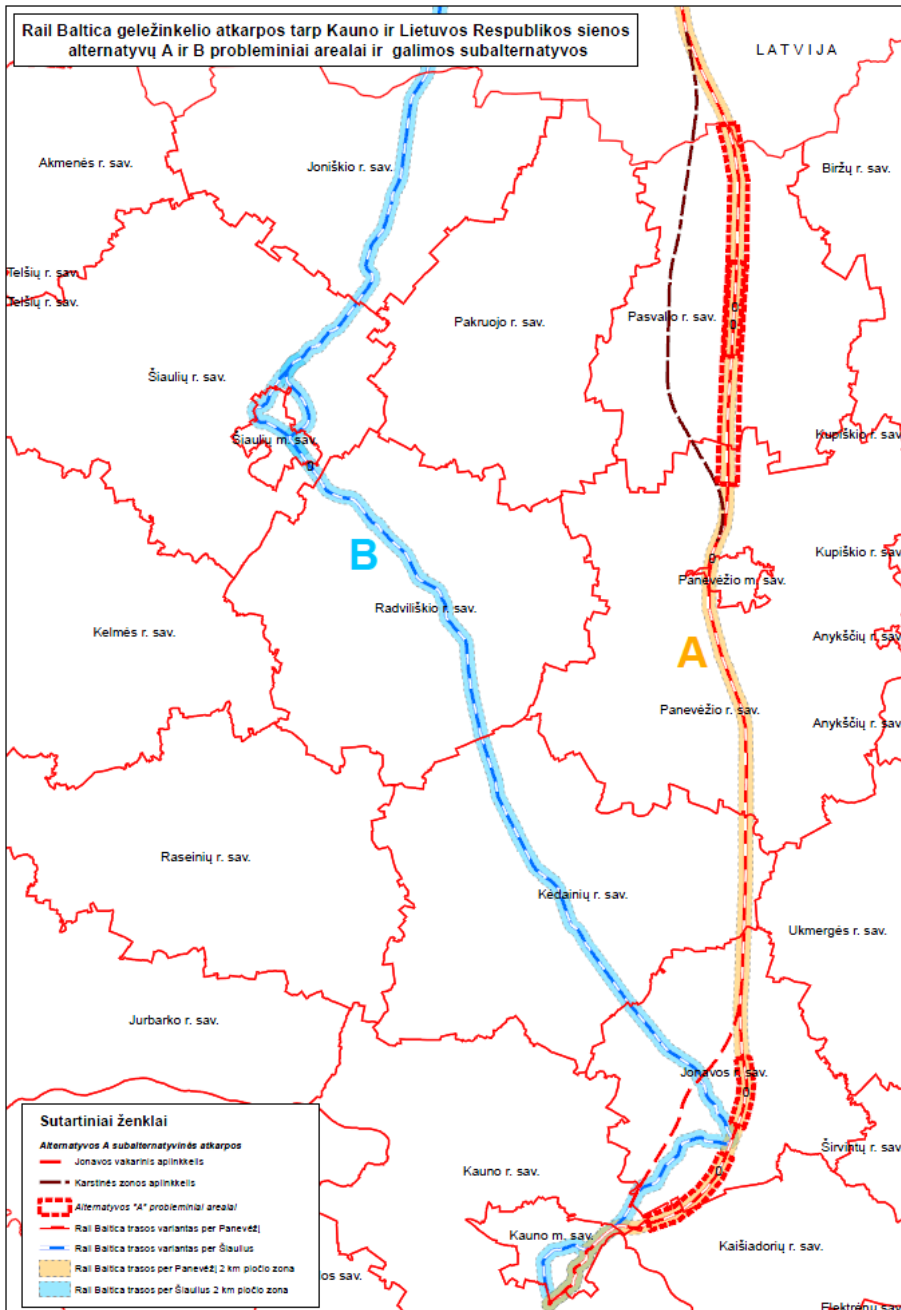 Rail Baltica geležinkelio atkarpos tarp Kauno ir Lietuvos Respublikos sienos
alternatyvų A ir B probleminiai arealai ir galimos subalternatyvos
LATVIJA
Akmenės r. sav.
Joniškio r. sav.
Biržų r. sav.
Telšių r. sav.
Telšių r. sav.
Pakruojo r. sav.
Pasvalio r. sav.
Šiaulių r. sav.
Šiaulių m. sav.
Kupiškio r. sav.
B
Kupiškio r. sav.
Panevėžio m. sav.
Radviliškio r. sav.
Kelmės r. sav.
Anykščių r. sav.
A
Panevėžio r. sav.
Anykščių r. sav.
Raseinių r. sav.
Kėdainių r. sav.
Ukmergės r. sav.
Jurbarko r. sav.
Jonavos r. sav.
Širvintų r. sav.
Kauno r. sav.
Kauno m. sav.
Kaišiadorių r. sav.
Elektrėnų sav.
Sutartiniai ženklai
Alternatyvos A subalternatyvinės atkarpos
Jonavos vakarinis aplinkkelis
Karstinės zonos aplinkkelis
Alternatyvos "A" probleminiai arealai
Rail Baltica trasos variantas per Panevėžį
Rail Baltica trasos variantas per Šiaulius
Rail Baltica trasos per Panevėžį 2 km pločio zona
Rail Baltica trasos per Šiaulius 2 km pločio zona
sav.